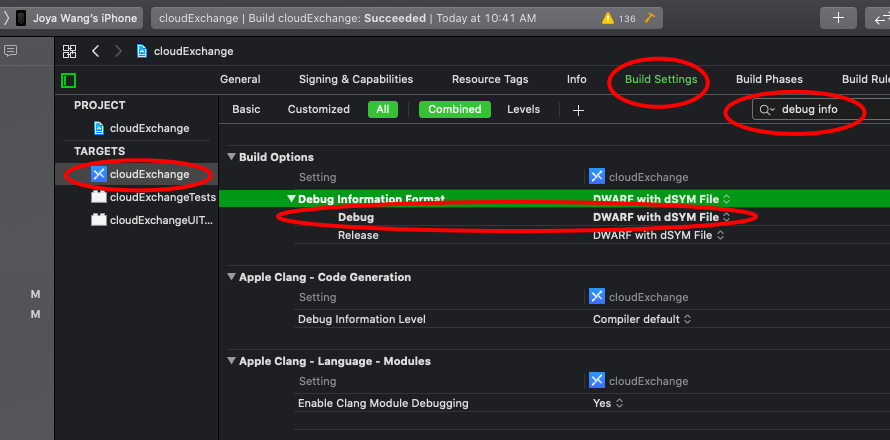 Joya Wang's iPhone cloudExchange | Build cloudExchange: Succeeded | Today at 10:41 AM 136
cloudExchange
General Signing & Capabilities Resource Tags Info Build Settings Build Phases Build Rule
PROJECT
cloudExchange
TARGETS
cloudExchange
cloudExchangeTests
cloudExchangeUIT...
M
M
Basic Customized All Combined Levels + debug info
Build Options
Setting cloudExchange
Debug Information Format DWARF with dSYM File
Debug DWARF with dSYM File
Release DWARF with dSYM File
Apple Clang - Code Generation
Setting cloudExchange
Debug Information Level Compiler default
Apple Clang - Language - Modules
Setting cloudExchange
Enable Clang Module Debugging Yes